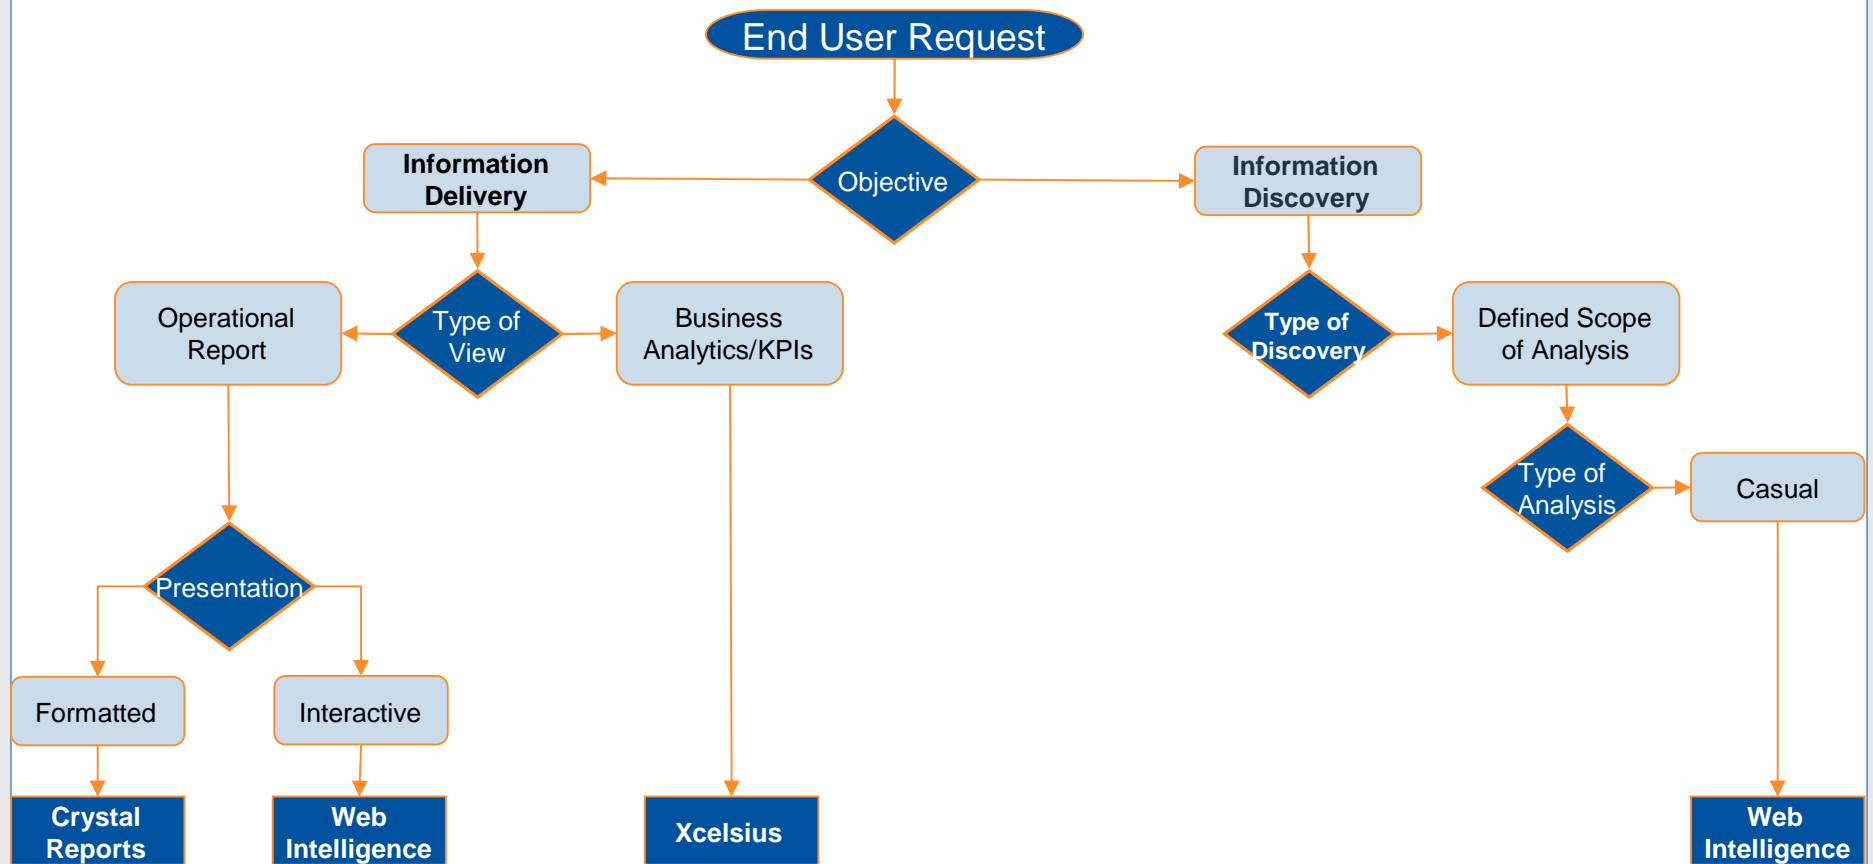 End User Request
Information
Delivery
Objective
Information
Discovery
Operational
Report
Type of
View
Business
Analytics/KPIs
Type of
Discovery
Defined Scope
of Analysis
Type of
Analysis
Casual
Presentation
Formatted
Interactive
Crystal
Reports
Web
Intelligence
Xcelsius
Web
Intelligence